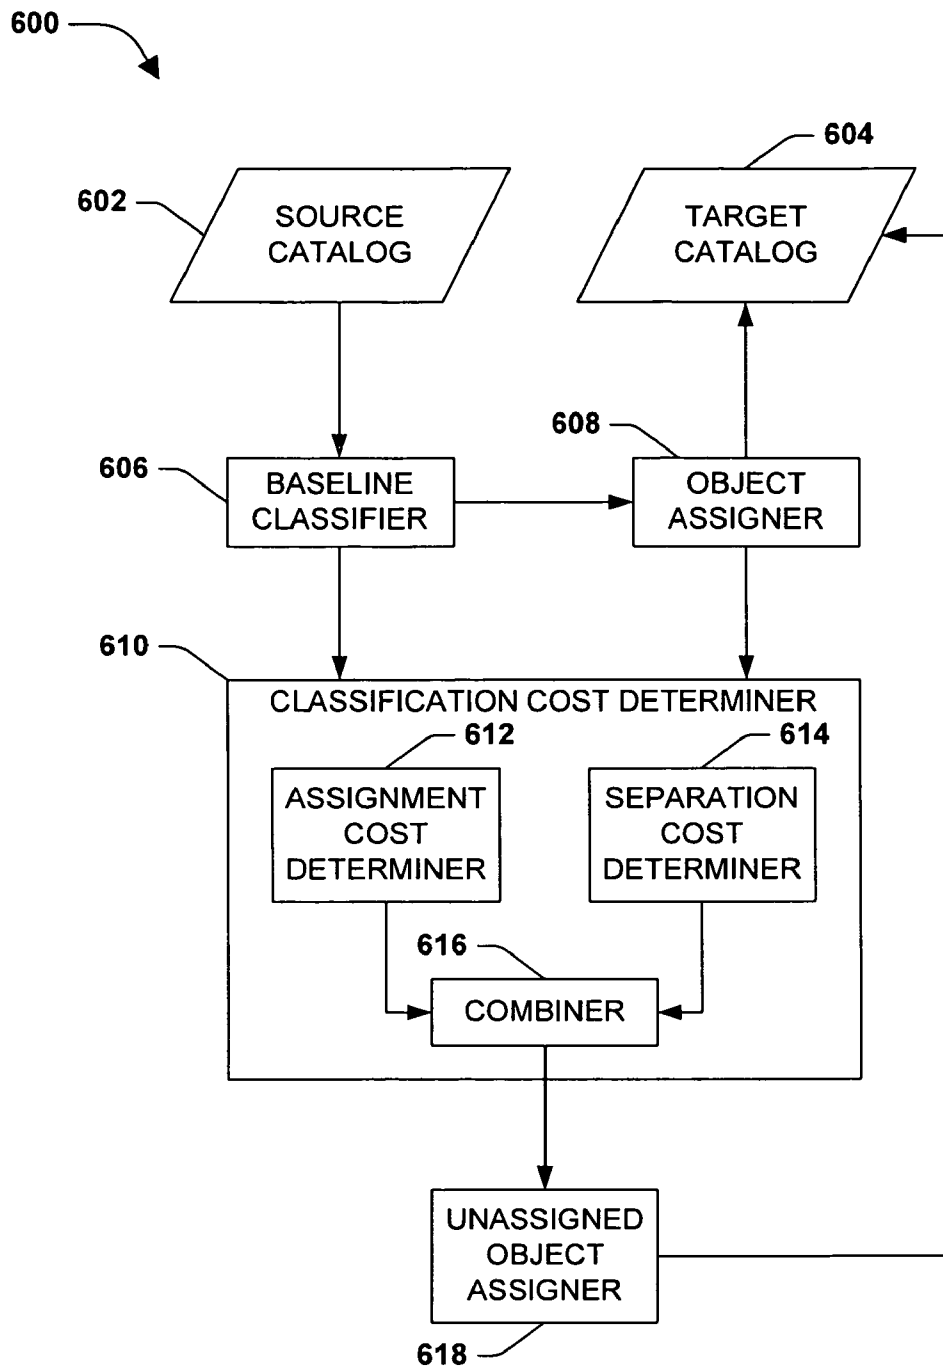 600
604
602
SOURCE
CATALOG
TARGET
CATALOG
608
606
BASELINE
CLASSIFIER
OBJECT
ASSIGNER
610
CLASSIFICATION COST DETERMINER
612
614
ASSIGNMENT
COST
DETERMINER
SEPARATION
COST
DETERMINER
616
COMBINER
UNASSIGNED
OBJECT
ASSIGNER
618